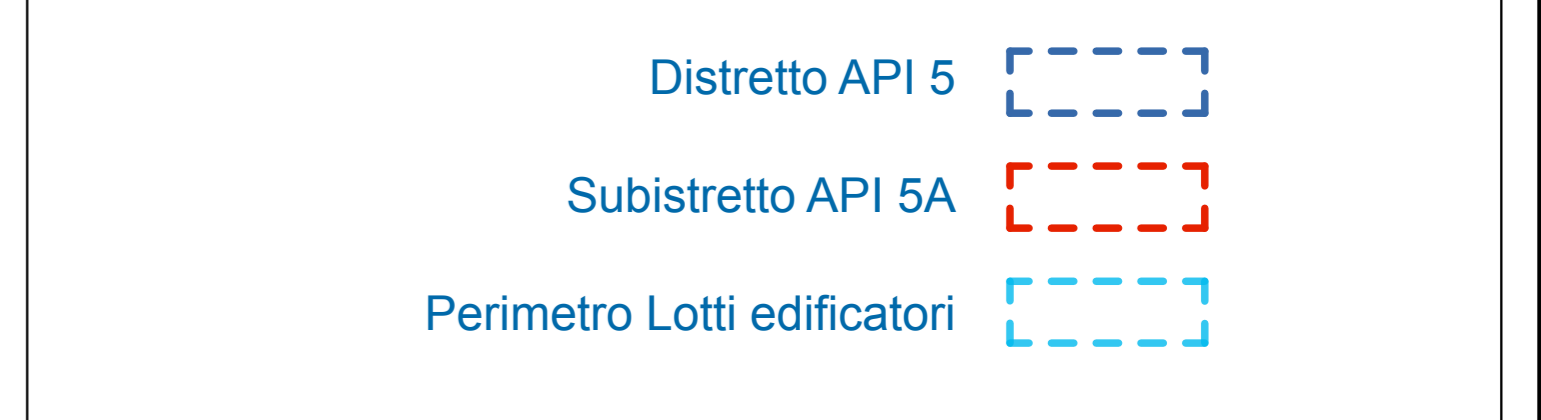 Distretto API 5
Subistretto API 5A
Perimetro Lotti edificatori